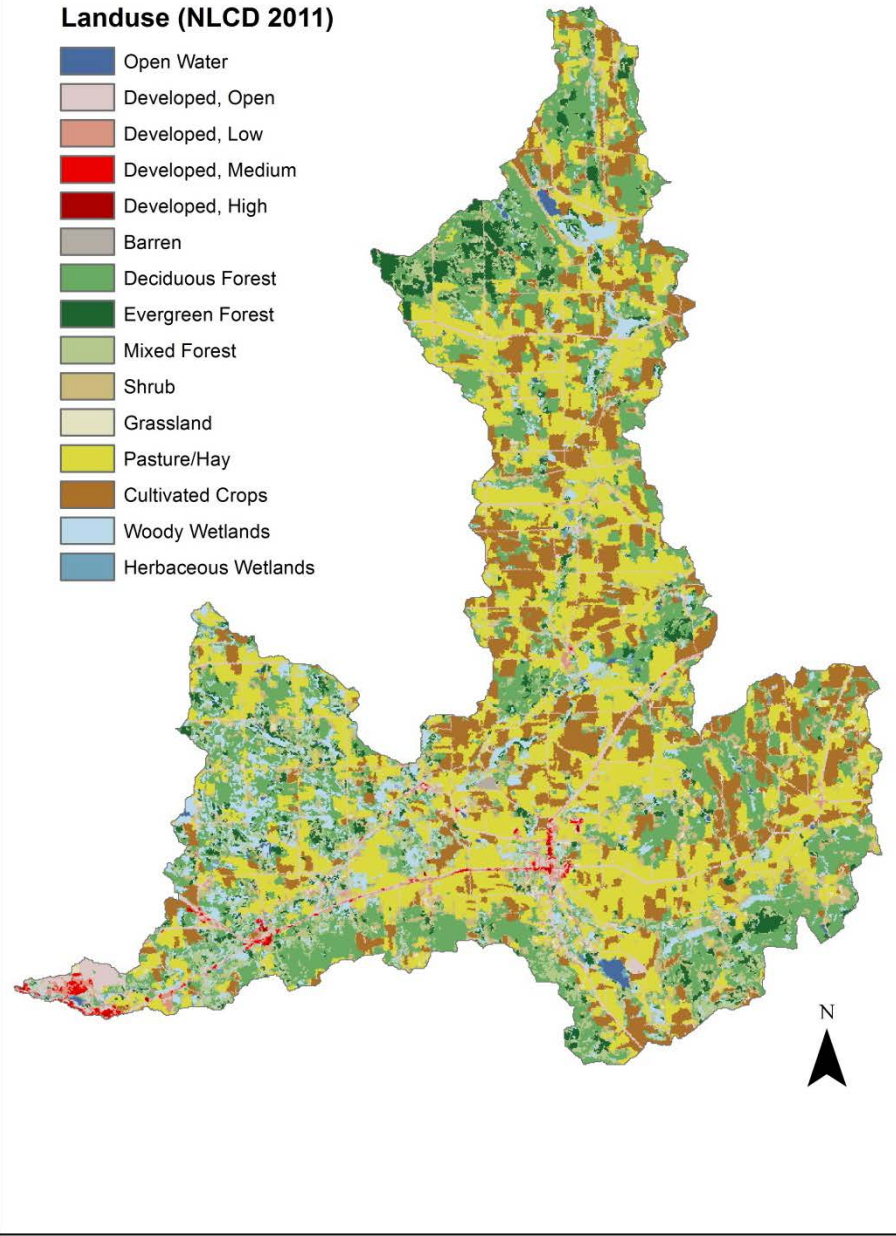 Landuse (NLCD 2011)
Open Water
Developed, Open
Developed, Low
Developed, Medium
Developed, High
Barren
Deciduous Forest
Evergreen Forest
Mixed Forest
Shrub
Grassland
Pasture/Hay
Cultivated Crops
Woody Wetlands
Herbaceous Wetlands
N